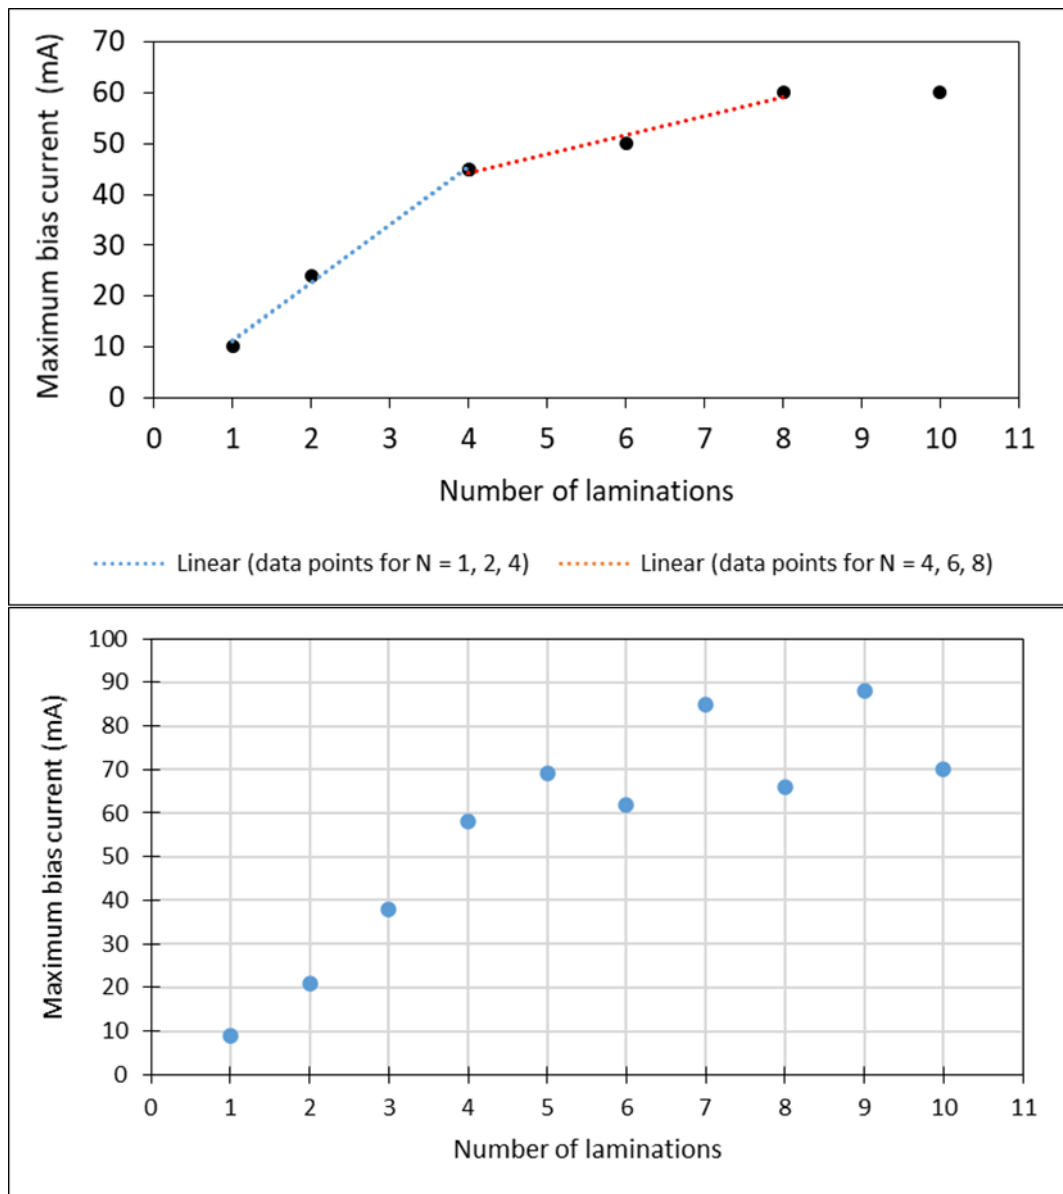 70
60
50
40
30
20
10
0
Maximum bias current (mA)
0 1 2 3 4 5 6 7 8 9 10 11
Number of laminations
Linear (data points for N = 1, 2, 4) Linear (data points for N = 4, 6, 8)
100
90
80
70
60
50
40
30
20
10
0
Maximum bias current (mA)
0 1 2 3 4 5 6 7 8 9 10 11
Number of laminations